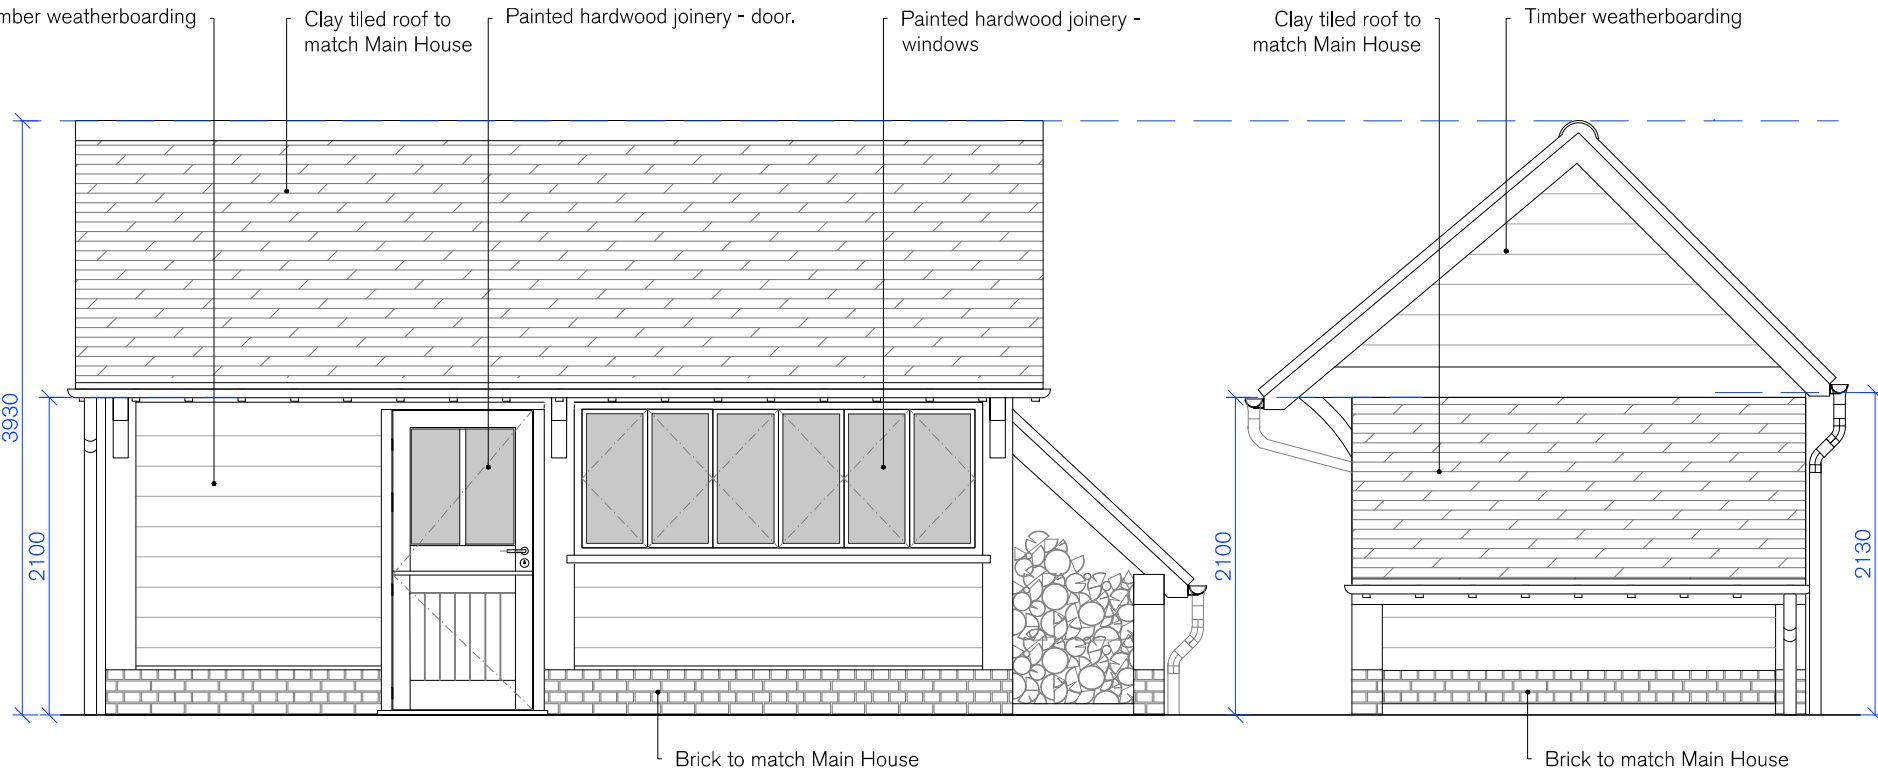 weatherboarding
Clay tiled roof to
match Main House
Painted hardwood joinery - door.
Painted hardwood joinery -
windows
Clay tiled roof to
match Main House
Timber weatherboarding
3930
2100
2100
2130
Brick to match Main House
Brick to match Main House